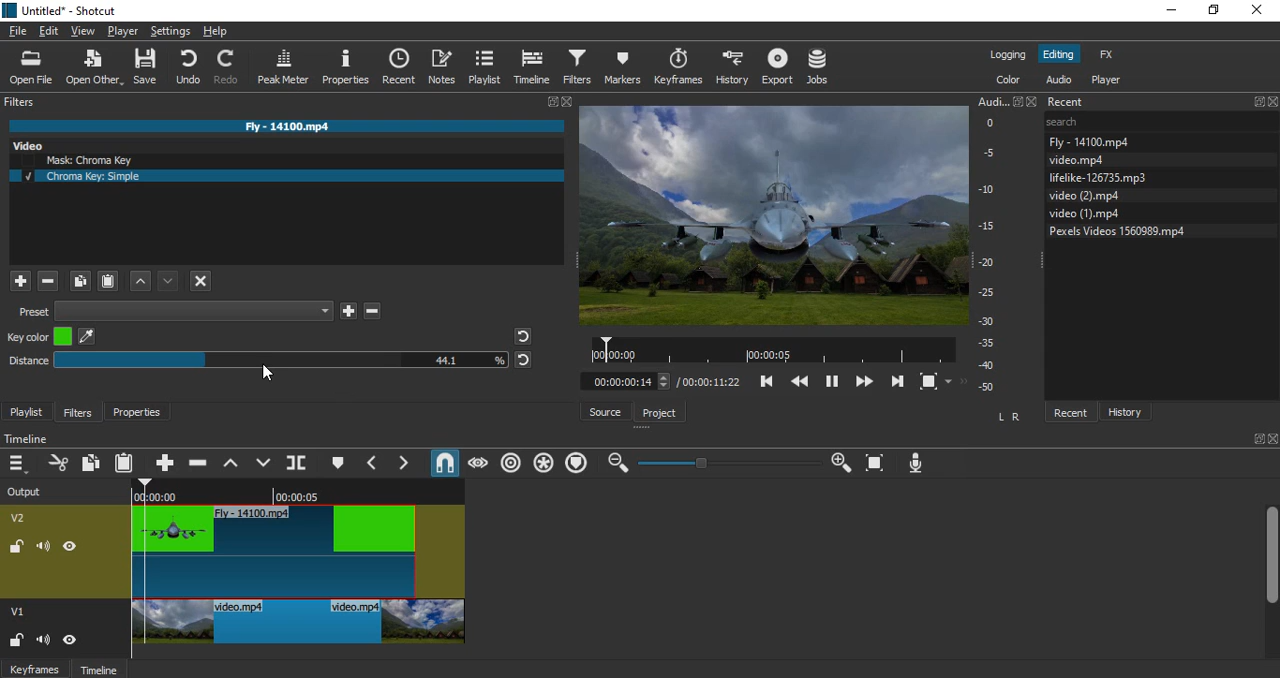 Untitled* - Shotcut
File Edit View Player Settings Help
Open File Open Other... Save Undo Redo Peak Meter Properties Recent Notes Playlist Timeline Filters Markers Keyframes History Export Jobs
Logging Editing FX
Color Audio Player
Filters
Fly - 14100.mp4
Video
Mask: Chroma Key
✓ Chroma Key: Simple
Preset
Key color
Distance 44.1 %
Playlist Filters Properties
00:00:00 00:00:05
00:00:00:14 / 00:00:11:22
Source Project
Audi...
0
-5
-10
-15
-20
-25
-30
-35
-40
-50
L R
Recent
search
Fly - 14100.mp4
video.mp4
lifelike-126735.mp3
video (2).mp4
video (1).mp4
Pexels Videos 1560989.mp4
Recent History
Timeline
Output
00:00:00 00:00:05
V2
Fly - 14100.mp4
V1
video.mp4 video.mp4
Keyframes Timeline